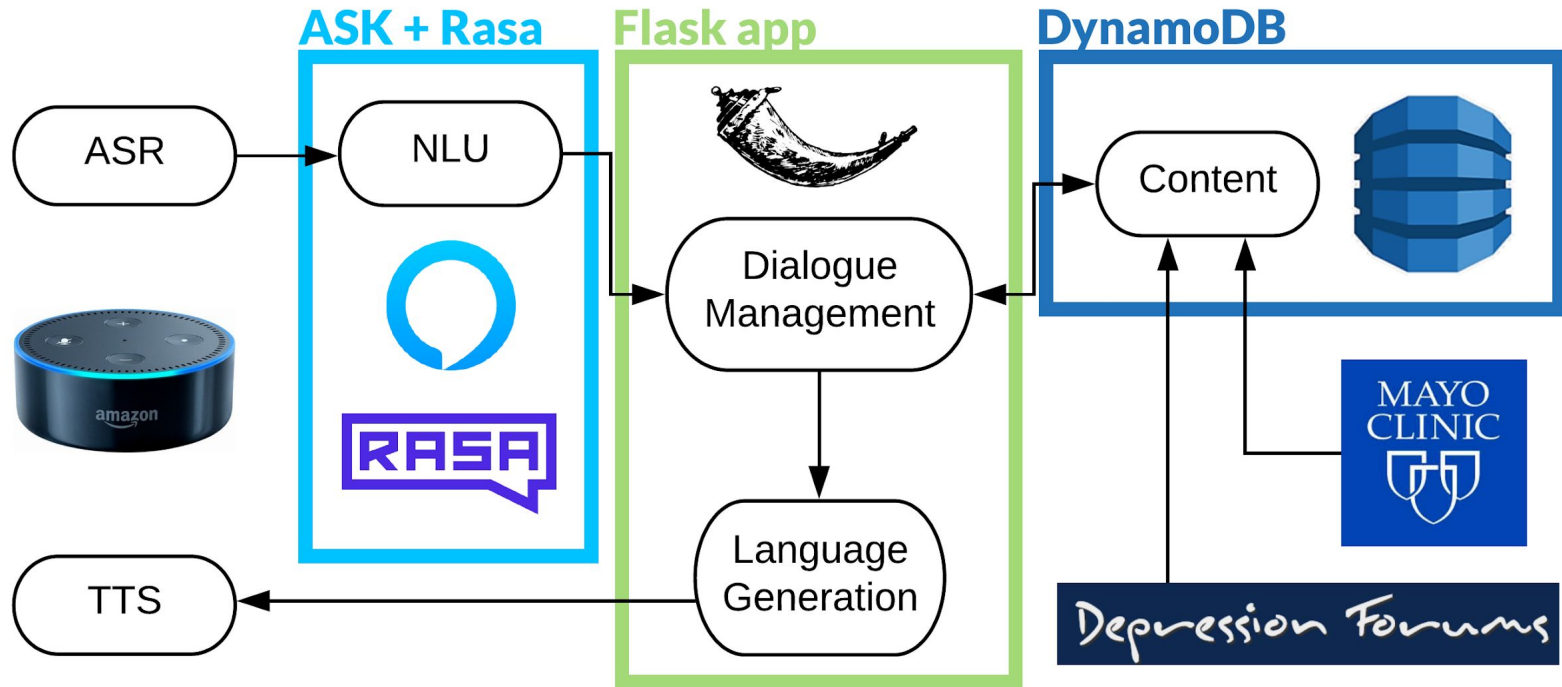 ASK + Rasa
Flask app
DynamoDB
ASR
NLU
Content
Dialogue
Management
amazon
RASA
MAYO
CLINIC
Language
Generation
TTS
Depression Forums